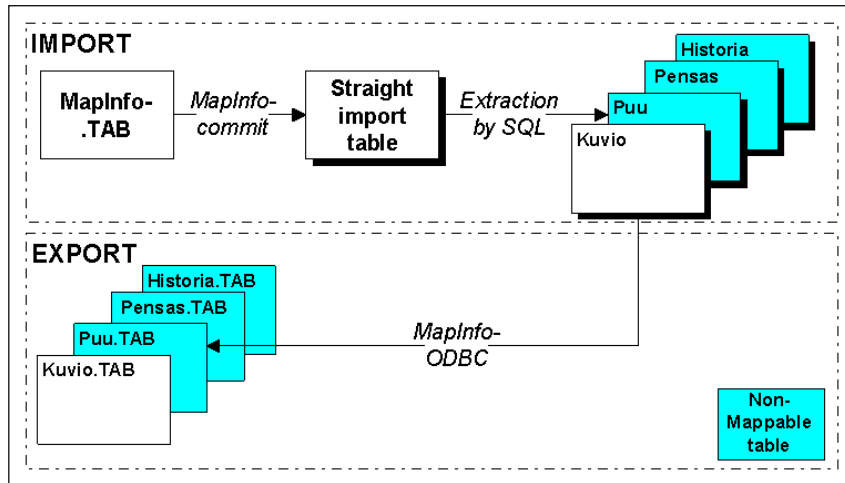 IMPORT
MapInfo-
.TAB
MapInfo-
commit
Straight
import
table
Extraction
by SQL
Historia
Pensas
Puu
Kuvio
EXPORT
Historia.TAB
Pensas.TAB
Puu.TAB
Kuvio.TAB
MapInfo-
ODBC
Non-
Mappable
table